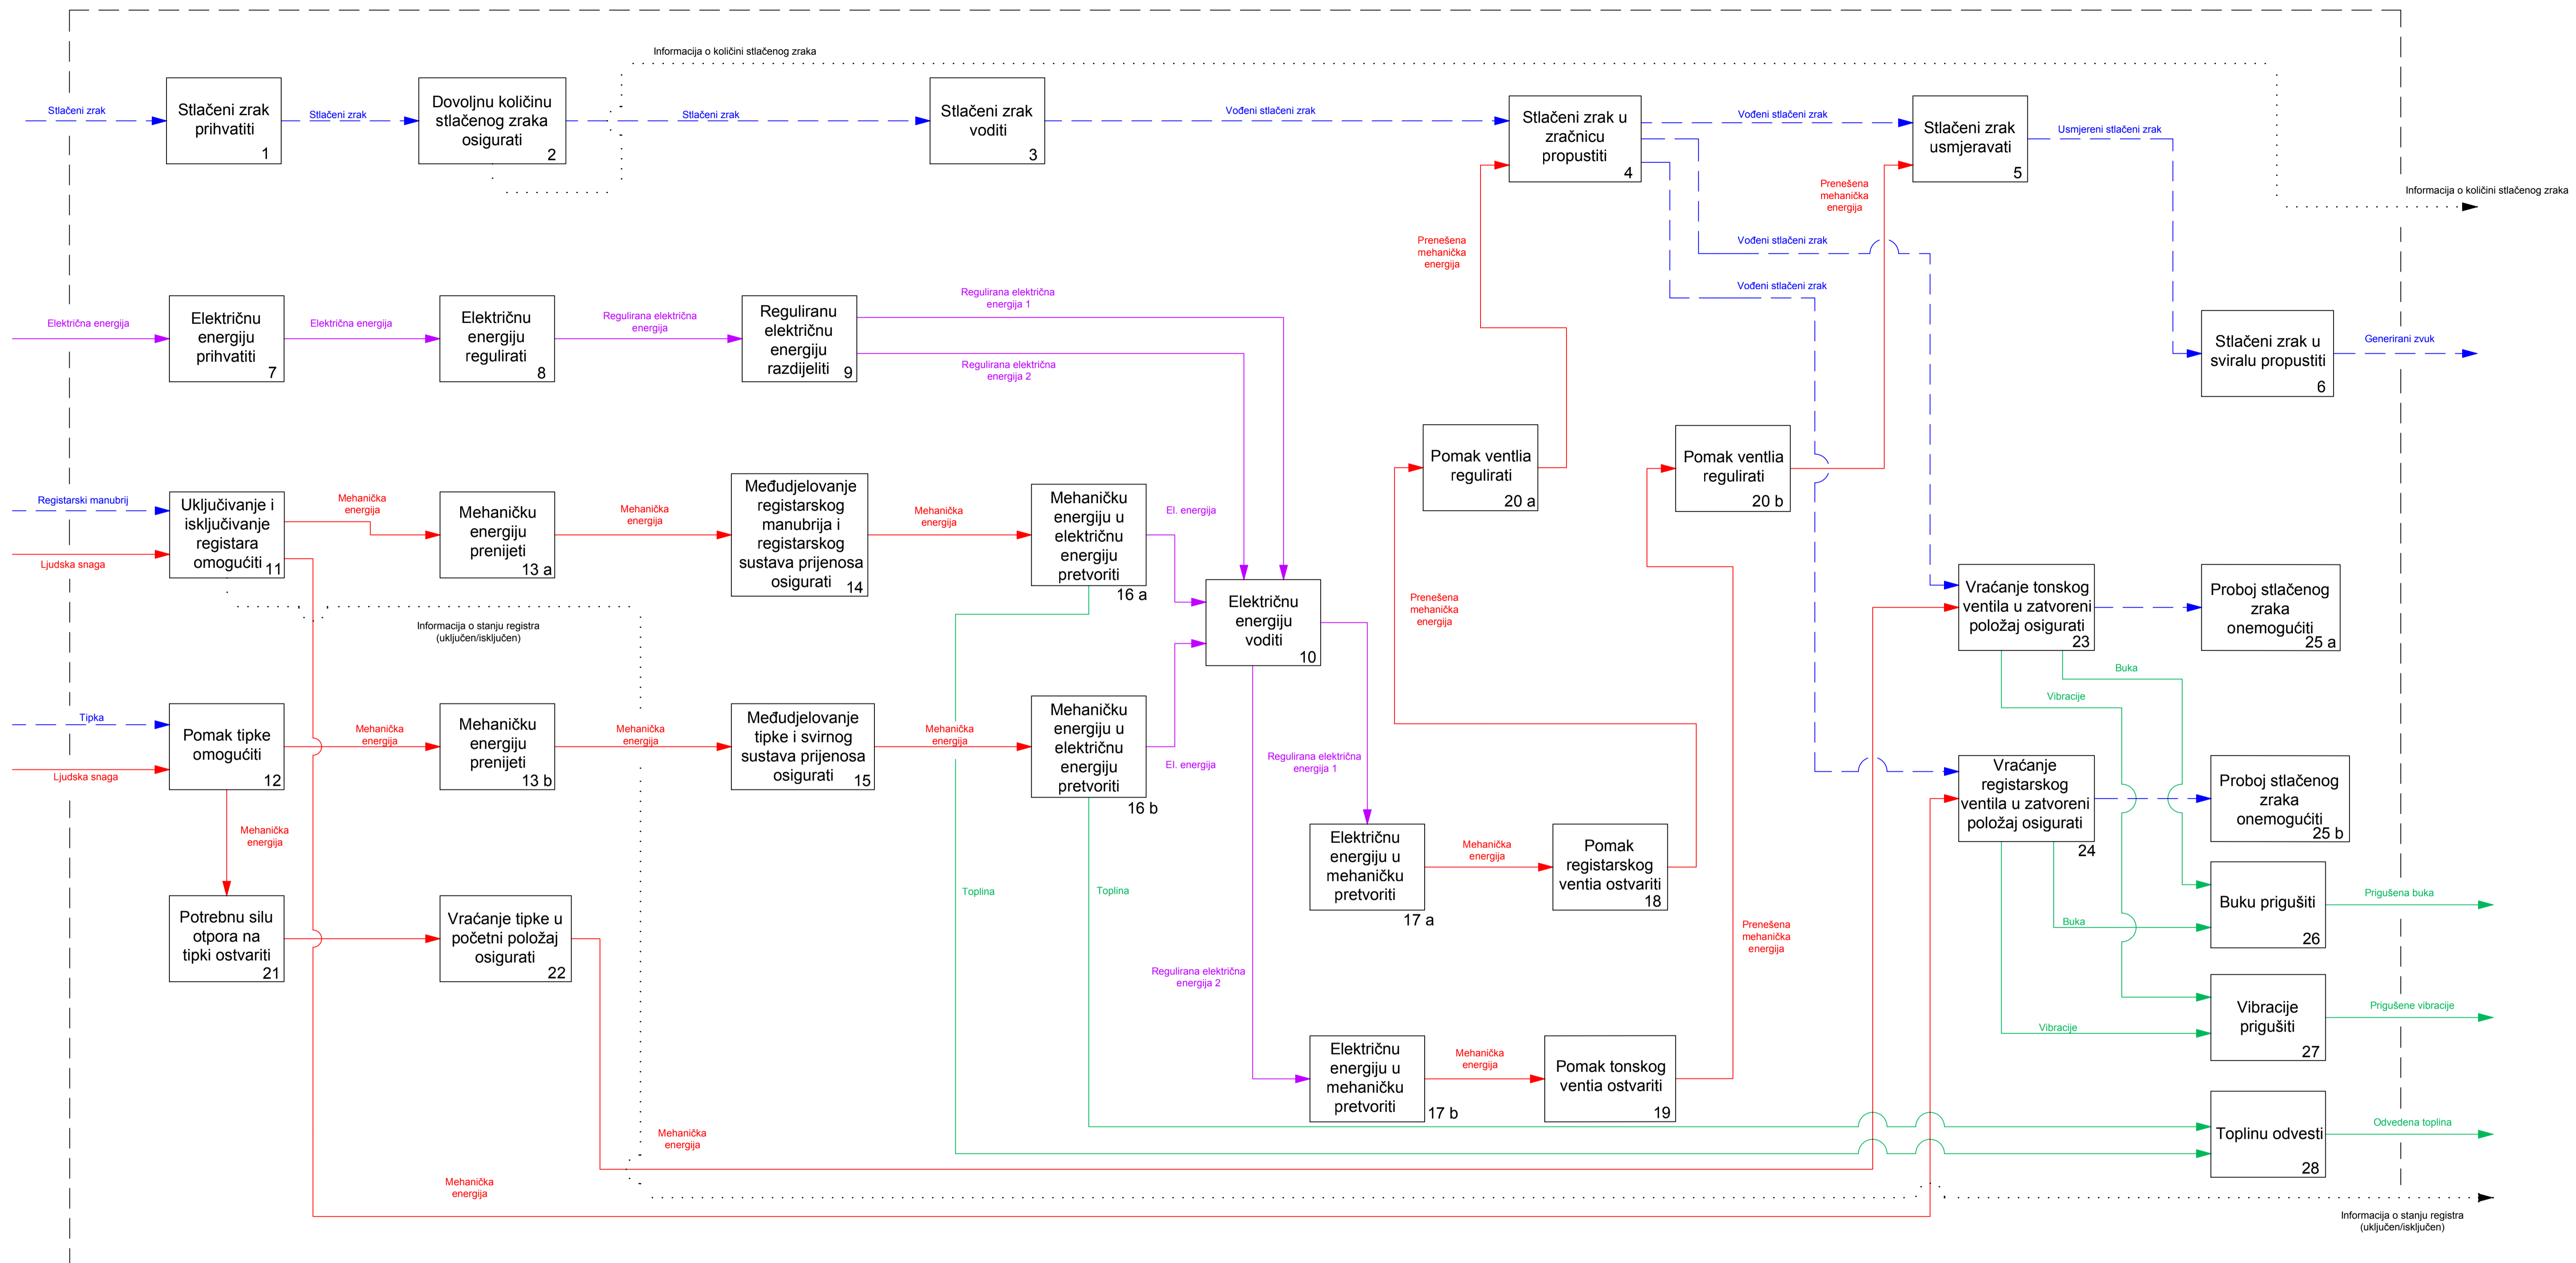 Informacija o količini stlačenog zraka
Stlačeni zrak
Stlačeni zrak
prihvatiti
1
Stlačeni zrak
Dovoljnu količinu
stlačenog zraka
osigurati
2
Stlačeni zrak
Stlačeni zrak
voditi
3
Vođeni stlačeni zrak
Stlačeni zrak u
zračnicu
propustiti
4
Vođeni stlačeni zrak
Stlačeni zrak
usmjeravati
5
Usmjereni stlačeni zrak
Prenešena
mehanička
energija
Informacija o količini stlačenog zraka
Prenešena
mehanička
energija
Vođeni stlačeni zrak
Vođeni stlačeni zrak
Električna energija
Električnu
energiju
prihvatiti
7
Električna energija
Električnu
energiju
regulirati
8
Regulirana električna
energija
Reguliranu
električnu
energiju
razdijeliti
9
Regulirana električna
energija 1
Regulirana električna
energija 2
Stlačeni zrak u
sviralu propustiti
6
Generirani zvuk
Pomak ventlia
regulirati
20 a
Pomak ventlia
regulirati
20 b
Registarski manubrij
Ljudska snaga
Uključivanje i
isključivanje
registara
omogućiti
11
Mehanička
energija
Mehaničku
energiju
prenijeti
13 a
Mehanička
energija
Međudjelovanje
registarskog
manubrija i
registarskog
sustava prijenosa
osigurati
14
Mehanička
energija
Mehaničku
energiju u
električnu
energiju
pretvoriti
16 a
El. energija
Električnu
energiju
voditi
10
Prenešena
mehanička
energija
Vraćanje tonskog
ventila u zatvoreni
položaj osigurati
23
Proboj stlačenog
zraka
onemogućiti
25 a
Informacija o stanju registra
(uključen/isključen)
Buka
Vibracije
Tipka
Ljudska snaga
Pomak tipke
omogućiti
12
Mehanička
energija
Mehaničku
energiju
prenijeti
13 b
Mehanička
energija
Međudjelovanje
tipke i svirnog
sustava prijenosa
osigurati
15
Mehanička
energija
Mehaničku
energiju u
električnu
energiju
pretvoriti
16 b
El. energija
Regulirana električna
energija 1
Vraćanje
registarskog
ventila u zatvoreni
položaj osigurati
24
Proboj stlačenog
zraka
onemogućiti
25 b
Mehanička
energija
Toplina
Toplina
Električnu
energiju u
mehaničku
pretvoriti
17 a
Mehanička
energija
Pomak
registarskog
ventia ostvariti
18
Buku prigušiti
26
Prigušena buka
Buka
Potrebnu silu
otpora na
tipki ostvariti
21
Vraćanje tipke u
početni položaj
osigurati
22
Prenešena
mehanička
energija
Regulirana električna
energija 2
Vibracije
Vibracije
prigušiti
27
Prigušene vibracije
Električnu
energiju u
mehaničku
pretvoriti
17 b
Mehanička
energija
Pomak tonskog
ventia ostvariti
19
Toplinu odvesti
28
Odvedena toplina
Mehanička
energija
Mehanička
energija
Informacija o stanju registra
(uključen/isključen)